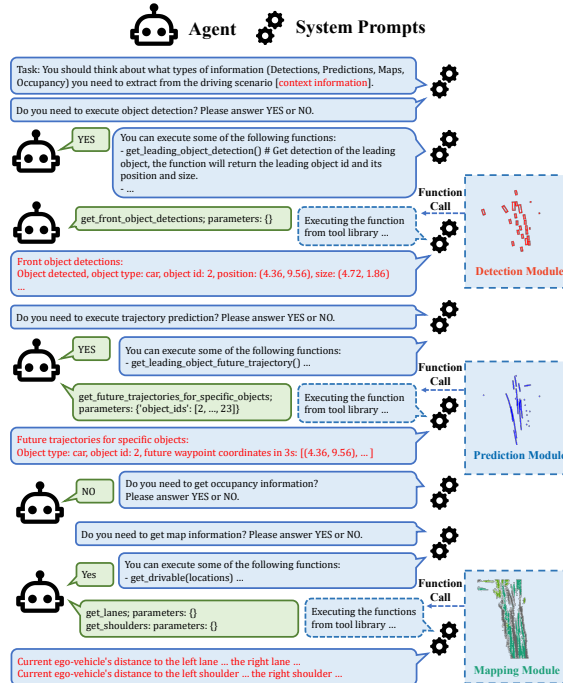 Agent
System Prompts
Task: You should think about what types of information (Detections, Predictions, Maps,
Occupancy) you need to extract from the driving scenario [context information].
Do you need to execute object detection? Please answer YES or NO.
YES
You can execute some of the following functions:
- get_leading_object_detection() # Get detection of the leading
object, the function will return the leading object id and its
position and size.
- ...
Function
Call
get_front_object_detections; parameters: {}
Executing the function
from tool library ...
Front object detections:
Object detected, object type: car, object id: 2, position: (4.36, 9.56), size: (4.72, 1.86)
...
Detection Module
Do you need to execute trajectory prediction? Please answer YES or NO.
YES
You can execute some of the following functions:
- get_leading_object_future_trajectory() ...
Function
Call
get_future_trajectories_for_specific_objects;
parameters: {'object_ids': [2, ..., 23]}
Executing the function
from tool library ...
Future trajectories for specific objects:
Object type: car, object id: 2, future waypoint coordinates in 3s: [(4.36, 9.56), ... ]
Prediction Module
NO
Do you need to get occupancy information?
Please answer YES or NO.
Do you need to get map information? Please answer YES or NO.
Yes
You can execute some of the following functions:
- get_drivable(locations) ...
Function
Call
get_lanes; parameters: {}
get_shoulders: parameters: {}
Executing the functions
from tool library ...
Current ego-vehicle's distance to the left lane ... the right lane ...
Current ego-vehicle's distance to the left shoulder ... the right shoulder ...
Mapping Module